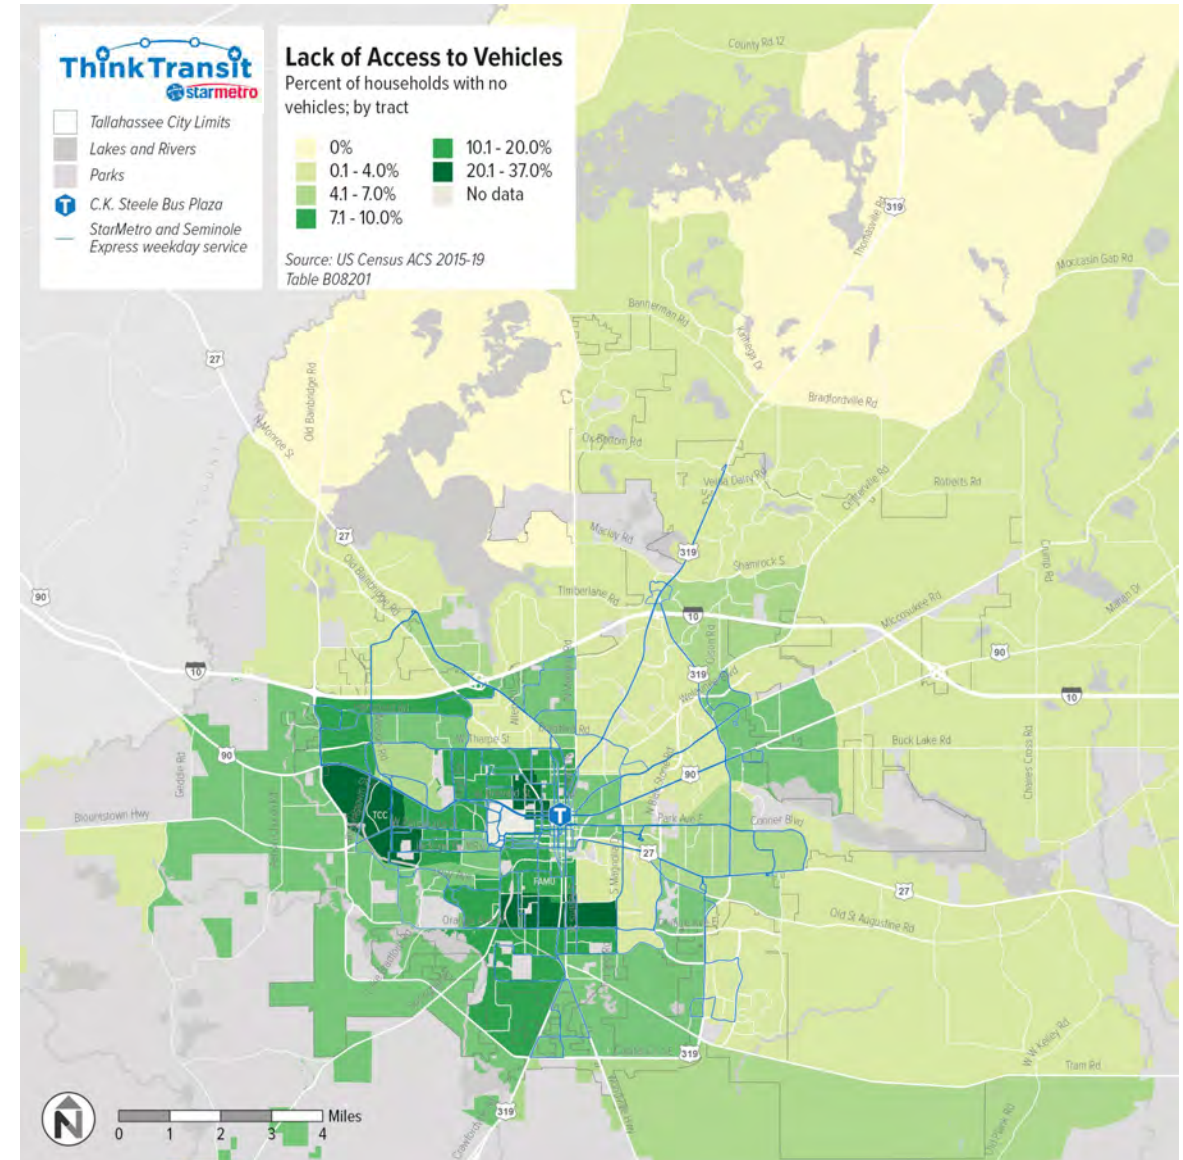 ThinkTransit
starmetro
Tallahassee City Limits
Lakes and Rivers
Parks
T C.K. Steele Bus Plaza
StarMetro and Seminole
Express weekday service
Lack of Access to Vehicles
Percent of households with no
vehicles; by tract
0%
0.1 - 4.0%
4.1 - 7.0%
7.1 - 10.0%
10.1 - 20.0%
20.1 - 37.0%
No data
Source: US Census ACS 2015-19
Table B08201
County Rd 12
319
Thomasville Rd
Moccasin Gap Rd
Bannerman Rd
Kinhega Dr
27
Old Bainbridge Rd
Bradfordville Rd
N Monroe St
Ox Bottom Rd
Velda Dairy Rd
Centerville Rd
Roberts Rd
27
Maclay Rd
319
Shamrock S
Crump Rd
Old Bainbridge Rd
90
Timberlane Rd
Miccosukee Rd
Mahan Dr
10
90
10
319
10
W Tharpe St
Buck Lake Rd
90
Geddie Rd
90
Chaires Cross Rd
Blountstown Hwy
TCC
T
Park Ave E
Conner Blvd
27
S Magnolia
FAMU
27
Old St Augustine Rd
W W Kelley Rd
319
Tram Rd
319
N
0 1 2 3 4
Miles